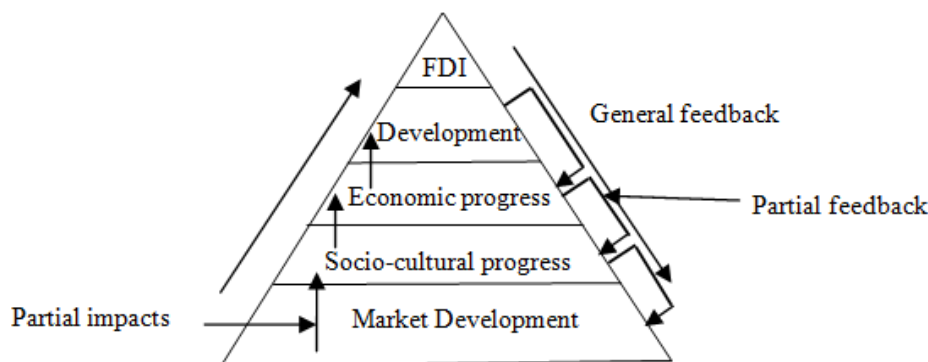 FDI
General feedback
Development
Economic progress
Partial feedback
Socio-cultural progress
Partial impacts
Market Development